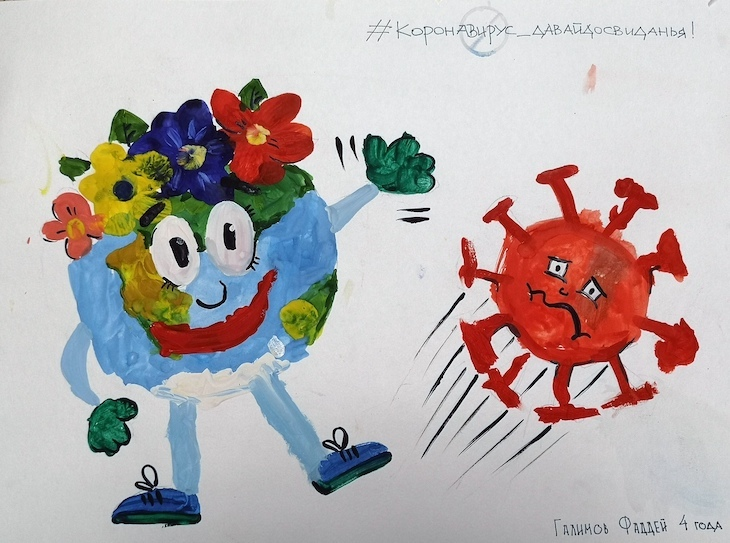 #КОРОНАВИРУС_ДАВАЙДОСВИДАНЬЯ!
ГАЛИМОВ ФАДДЕЙ 4 ГОДА